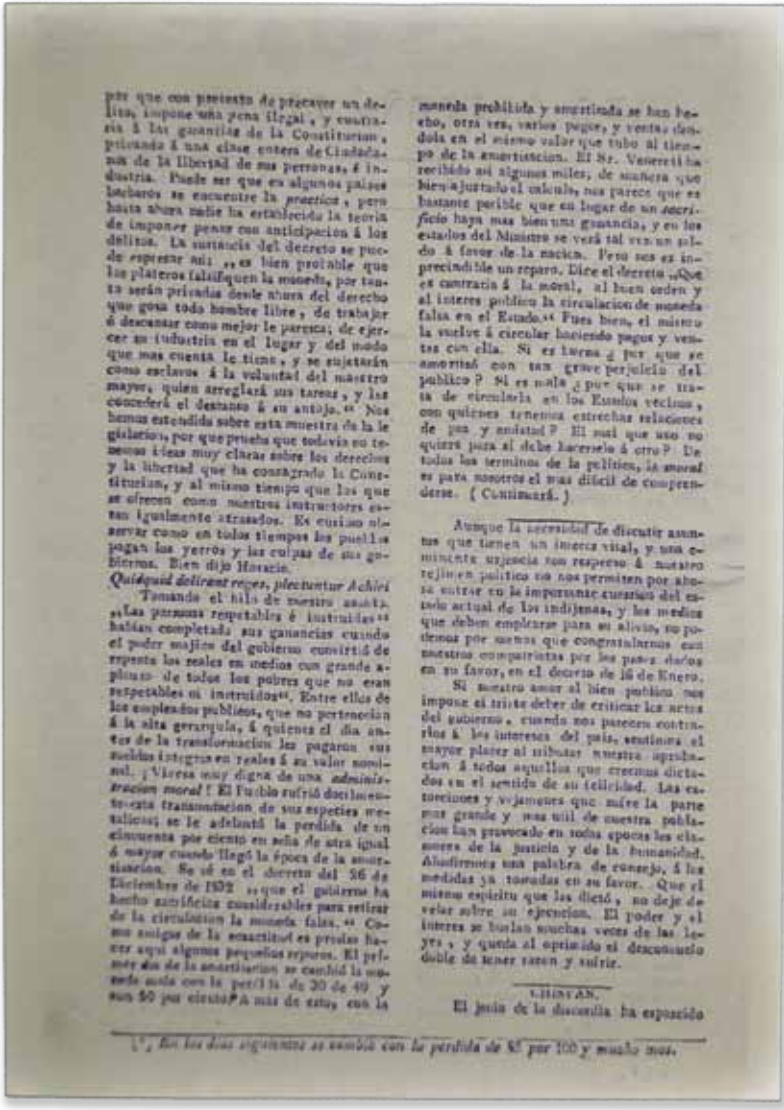 por que con pretexto de precaver un de-
lito, impone una pena ilegal, y contra-
ria á las garantias de la Constitucion,
privando á una clase entera de Ciudada-
nos de la libertad de sus personas, é in-
dustria. Puede ser que en algunos paises
barbaros se encuentre la practica, pero
hasta ahora nadie ha establecido la teoria
de imponer penas con anticipacion á los
delitos. La sustancia del decreto se pue-
de espresar asi: „es bien probable que
los plateros falsifiquen la moneda, por tan-
to serán privados desde ahora del derecho
que gosa todo hombre libre, de trabajar
ó descansar como mejor le paresca; de ejer-
cer su industria en el lugar y del modo
que mas cuenta le tiene, y se sujetarán
como esclavos á la voluntad del maestro
mayor, quien arreglará sus tareas, y las
concederá el descanso á su antojo.“ Nos
hemos estendido sobre esta muestra de la le
gislacion, por que prueba que todavia no te-
nemos ideas muy claras sobre los derechos
y la libertad que ha consagrado la Cons-
titucion, y al mismo tiempo que los que
se ofrecen como nuestros instructores es-
tan igualmente atrasados. Es curioso ob-
servar como en todos tiempos los pueblos
pagan los yerros y las culpas de sus go-
biernos. Bien dijo Horacio.
Quidquid delirant reges, plectuntur Achivi
Tomando el hilo de nuestro asunto.
„Las personas respetables é instruidas“
habian completado sus ganancias cuando
el poder majico del gobierno convirtió de
repente los reales en medios con grande a-
plauso de todos los pobres que no eran
respetables ni instruidos“. Entre ellos de
los empleados publicos, que no pertenecian
á la alta gerarquia, á quienes el dia an-
tes de la transformacion les pagaron sus
sueldos integros en reales á su valor nomi-
nal. ¡Viveza muy digna de una adminis-
tracion moral! El Pueblo sufrió docilmen-
te esta transmutacion de sus especies me-
talicas; se le adelantó la perdida de un
cincuenta por ciento en seña de otra igual
ó mayor cuando llegó la época de la amor-
tisacion. Se vé en el decreto del 26 de
Diciembre de 1832 „que el gobierno ha
hecho sacrificios considerables para retirar
de la circulacion la moneda falsa.“ Co-
mo amigos de la ecsactitud es preciso ha-
cer aqui algunos pequeños reparos. El pri-
mer dia de la amortisacion se cambió la mo-
neda mala con la perdida de 30 de 40 y
aun 50 por ciento* A mas de esto, con la
moneda prohibida y amortizada se han he-
cho, otra vez, varios pagos, y ventas dan-
dola en el mismo valor que tubo al tiem-
po de la amortisacion. El Sr. ha
recibido asi algunos miles, de manera que
bien ajustado el calculo, nos parece que es
bastante posible que en lugar de un sacri-
ficio haya mas bien una ganancia, y en los
estados del Ministro se verá tal vez un sal-
do á favor de la nacion. Pero nos es in-
precindible un reparo. Dice el decreto „Que
es contraria á la moral, al buen orden y
al interes publico la circulacion de moneda
falsa en el Estado.“ Pues bien, el mismo
la vuelve á circular haciendo pagos y ven-
tas con ella. Si es buena ¿por que se
amortisó con tan grave perjuicio del
publico? Si es mala ¿por que se tra-
ta de circularla en los Estados vecinos,
con quienes tenemos estrechas relaciones
de paz y amistad? El mal que uno no
quiera para sí debe hacerselo á otro? De
todos los terminos de la politica, la moral
es para nosotros el mas dificil de compren-
derse. (Continuará.)
Aunque la necesidad de discutir asun-
tos que tienen un interes vital, y una e-
minente urjencia con respecto á nuestro
rejimen politico no nos permiten por aho-
ra entrar en la importante cuestion del es-
tado actual de los indijenas, y los medios
que deben emplearse para su alivio, no po-
demos por menos que congratularnos con
nuestros compatriotas por los pasos dados
en su favor, en el decreto de 16 de Enero.
Si nuestro amor al bien publico nos
impone el triste deber de criticar los actos
del gobierno, cuando nos parecen contra-
rios á los intereses del pais, sentimos el
mayor placer al tributar nuestra aproba-
cion á todos aquellos que creemos dicta-
dos en el sentido de su felicidad. Las es-
torciones y vejamenes que sufre la parte
mas grande y mas util de nuestra pobla-
cion han provocado en todas epocas los cla-
mores de la justicia y de la humanidad.
Añadiremos una palabra de consejo, á las
medidas ya tomadas en su favor. Que el
mismo espiritu que las dictó, no deje de
velar sobre su ejecucion. El poder y el
interes se burlan muchas veces de las le-
yes, y queda al oprimido el desconsuelo
doble de tener razon y sufrir.
El jenio de la discordia ha esparcido
(*) En los dias siguientes se cambió con la perdida de 85 por 100 y mucho mas.